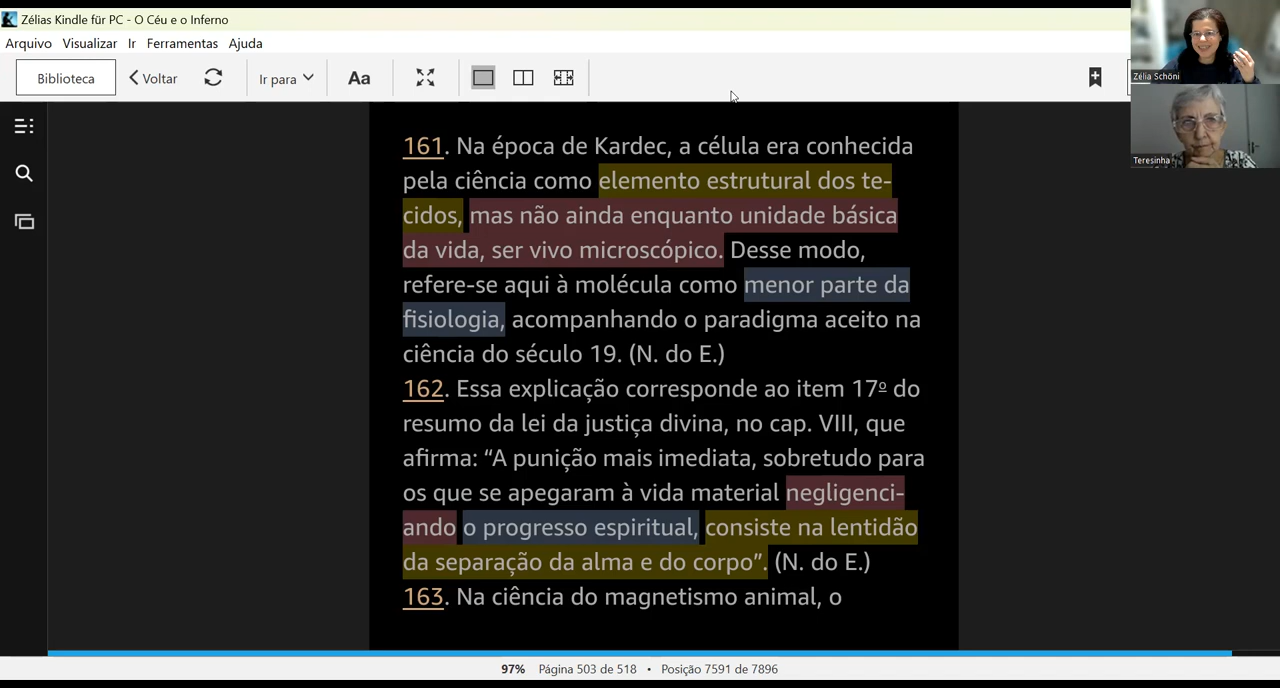 Zélias Kindle für PC - O Céu e o Inferno
Arquivo Visualizar Ir Ferramentas Ajuda
Biblioteca Voltar Ir para Aa
Zélia Schöni
Teresinha
161. Na época de Kardec, a célula era conhecida
pela ciência como elemento estrutural dos te-
cidos, mas não ainda enquanto unidade básica
da vida, ser vivo microscópico. Desse modo,
refere-se aqui à molécula como menor parte da
fisiologia, acompanhando o paradigma aceito na
ciência do século 19. (N. do E.)
162. Essa explicação corresponde ao item 17º do
resumo da lei da justiça divina, no cap. VIII, que
afirma: “A punição mais imediata, sobretudo para
os que se apegaram à vida material negligenci-
ando o progresso espiritual, consiste na lentidão
da separação da alma e do corpo”. (N. do E.)
163. Na ciência do magnetismo animal, o
97% Página 503 de 518 • Posição 7591 de 7896